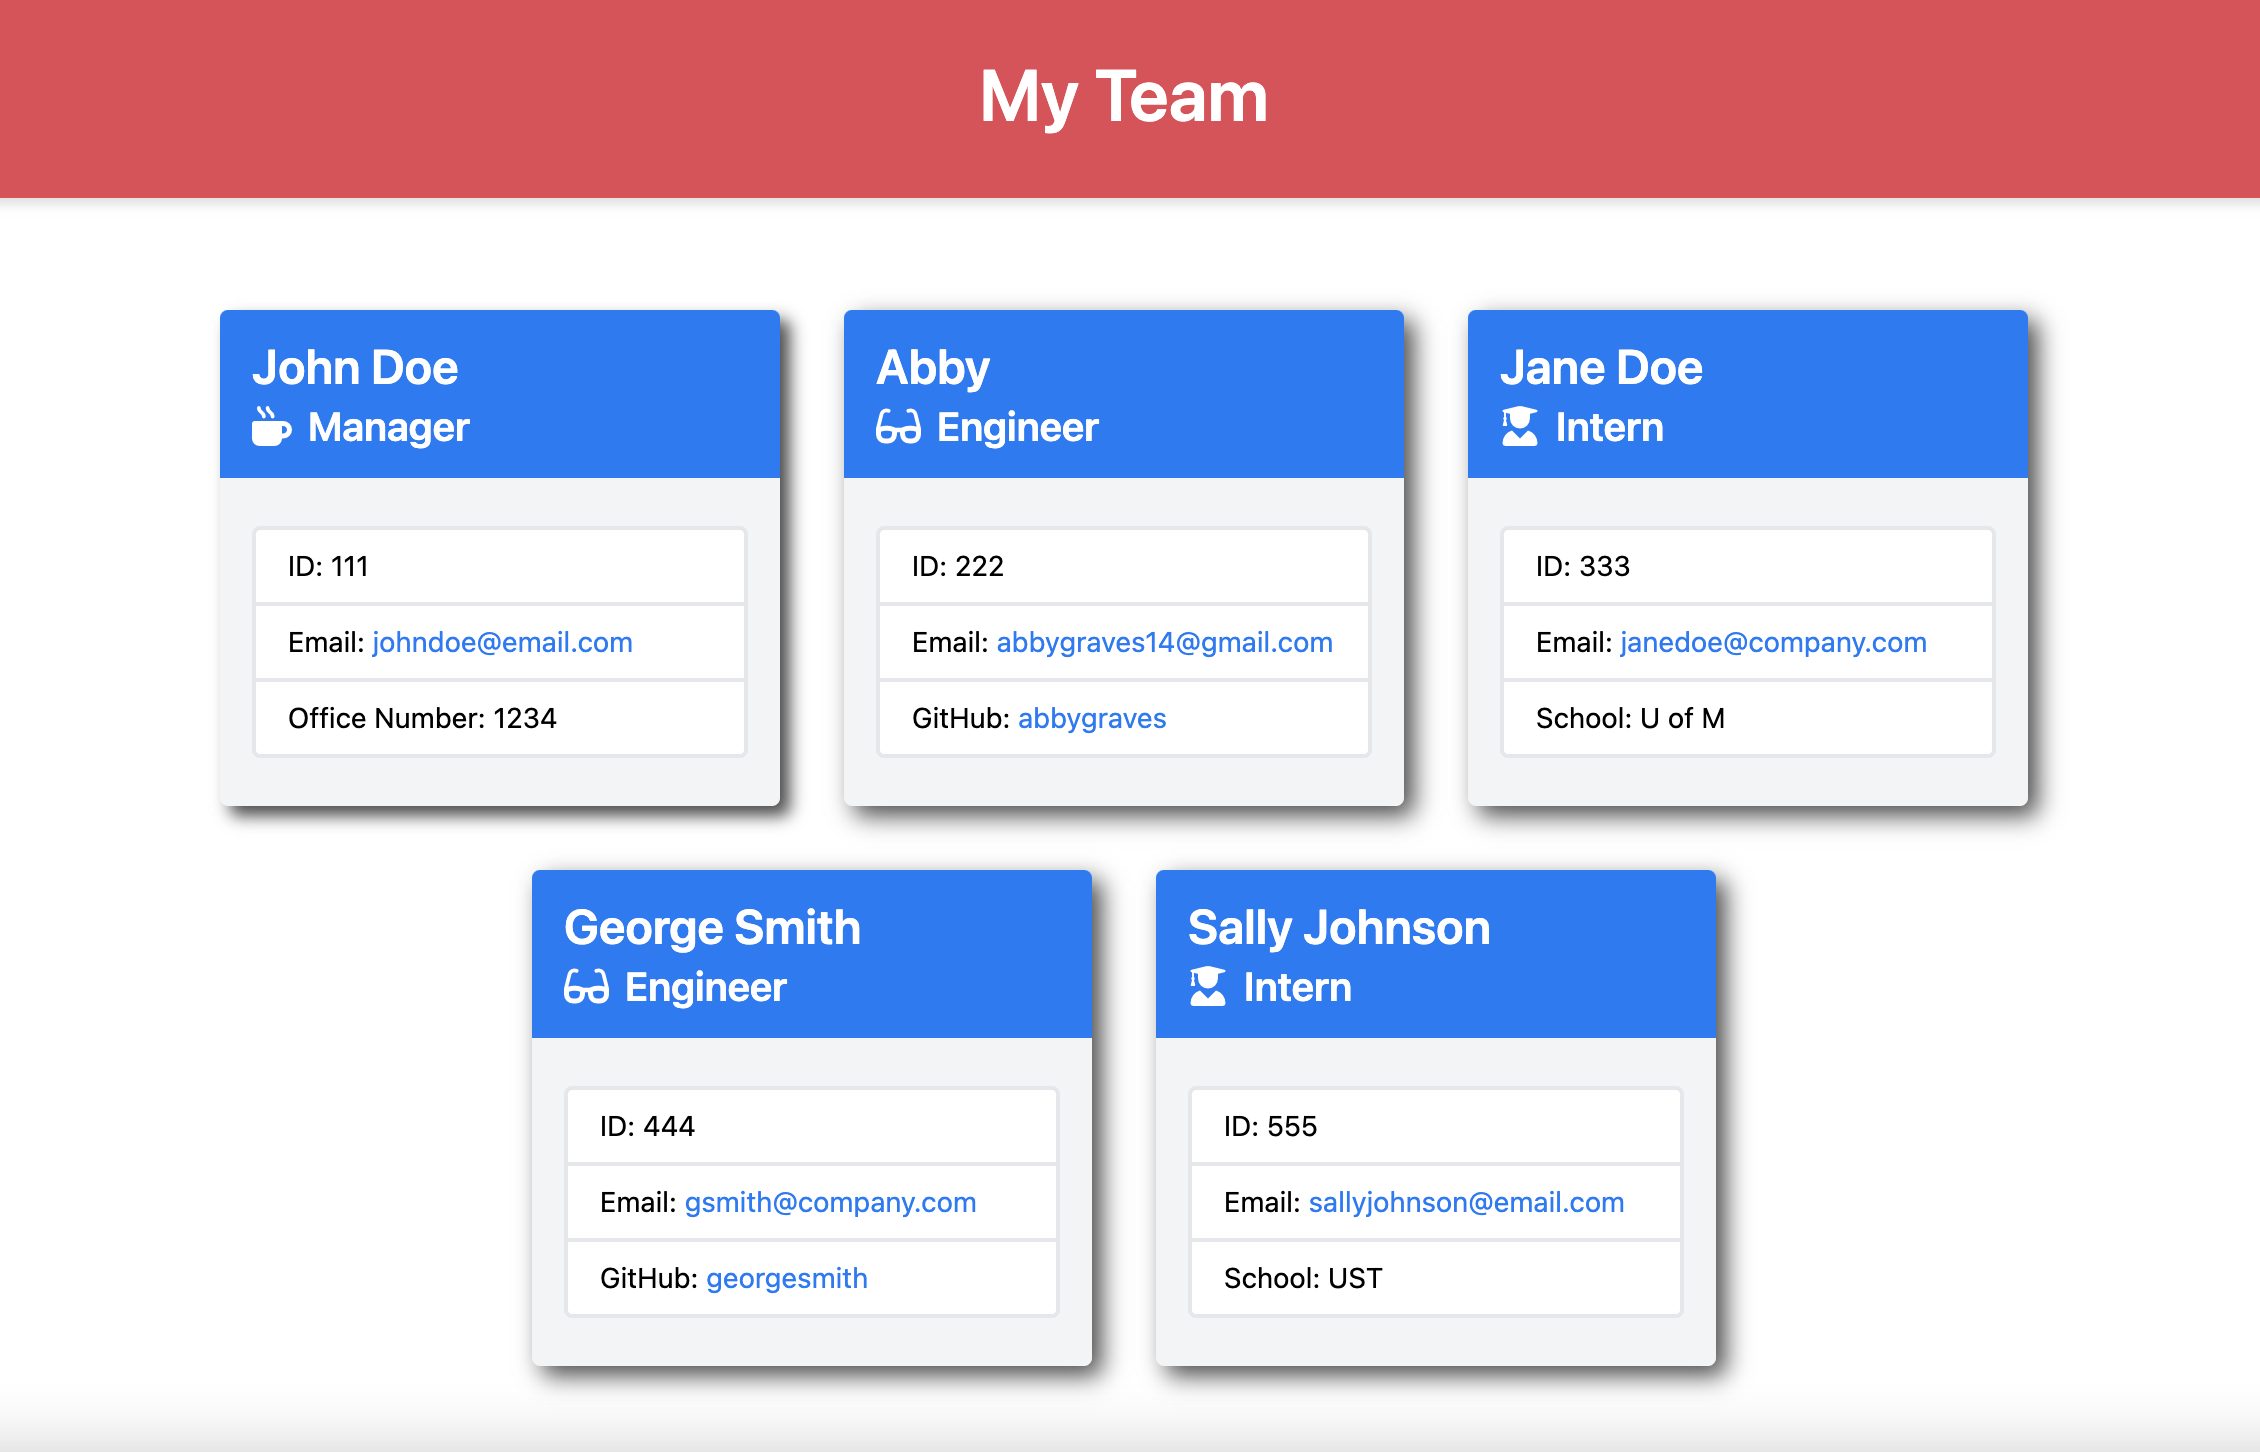 My Team
John Doe
Manager
ID: 111
Email: johndoe@email.com
Office Number: 1234
Abby
Engineer
ID: 222
Email: abbygraves14@gmail.com
GitHub: abbygraves
Jane Doe
Intern
ID: 333
Email: janedoe@company.com
School: U of M
George Smith
Engineer
ID: 444
Email: gsmith@company.com
GitHub: georgesmith
Sally Johnson
Intern
ID: 555
Email: sallyjohnson@email.com
School: UST